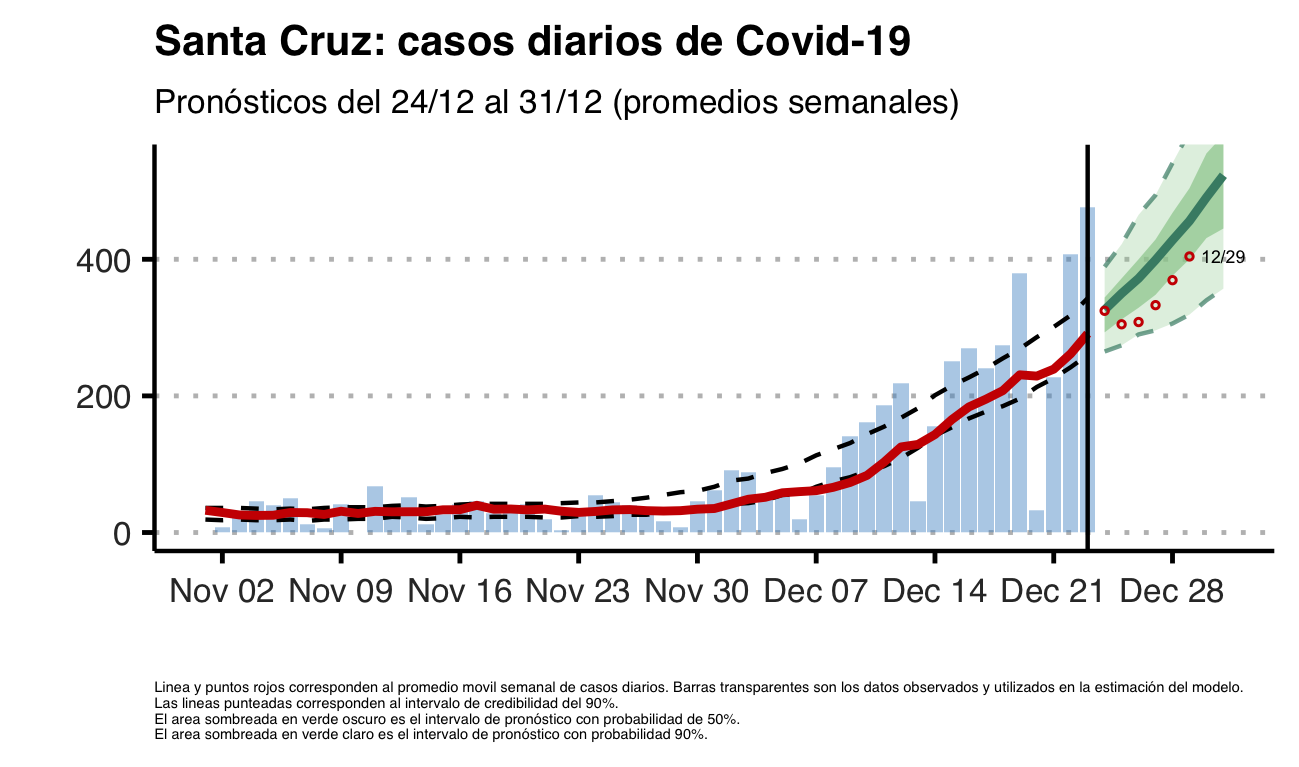 Santa Cruz: casos diarios de Covid-19
Pronósticos del 24/12 al 31/12 (promedios semanales)
400
12/29
200
0
Nov 02 Nov 09 Nov 16 Nov 23 Nov 30 Dec 07 Dec 14 Dec 21 Dec 28
Linea y puntos rojos corresponden al promedio movil semanal de casos diarios. Barras transparentes son los datos observados y utilizados en la estimación del modelo.
Las lineas punteadas corresponden al intervalo de credibilidad del 90%.
El area sombreada en verde oscuro es el intervalo de pronóstico con probabilidad de 50%.
El area sombreada en verde claro es el intervalo de pronóstico con probabilidad 90%.